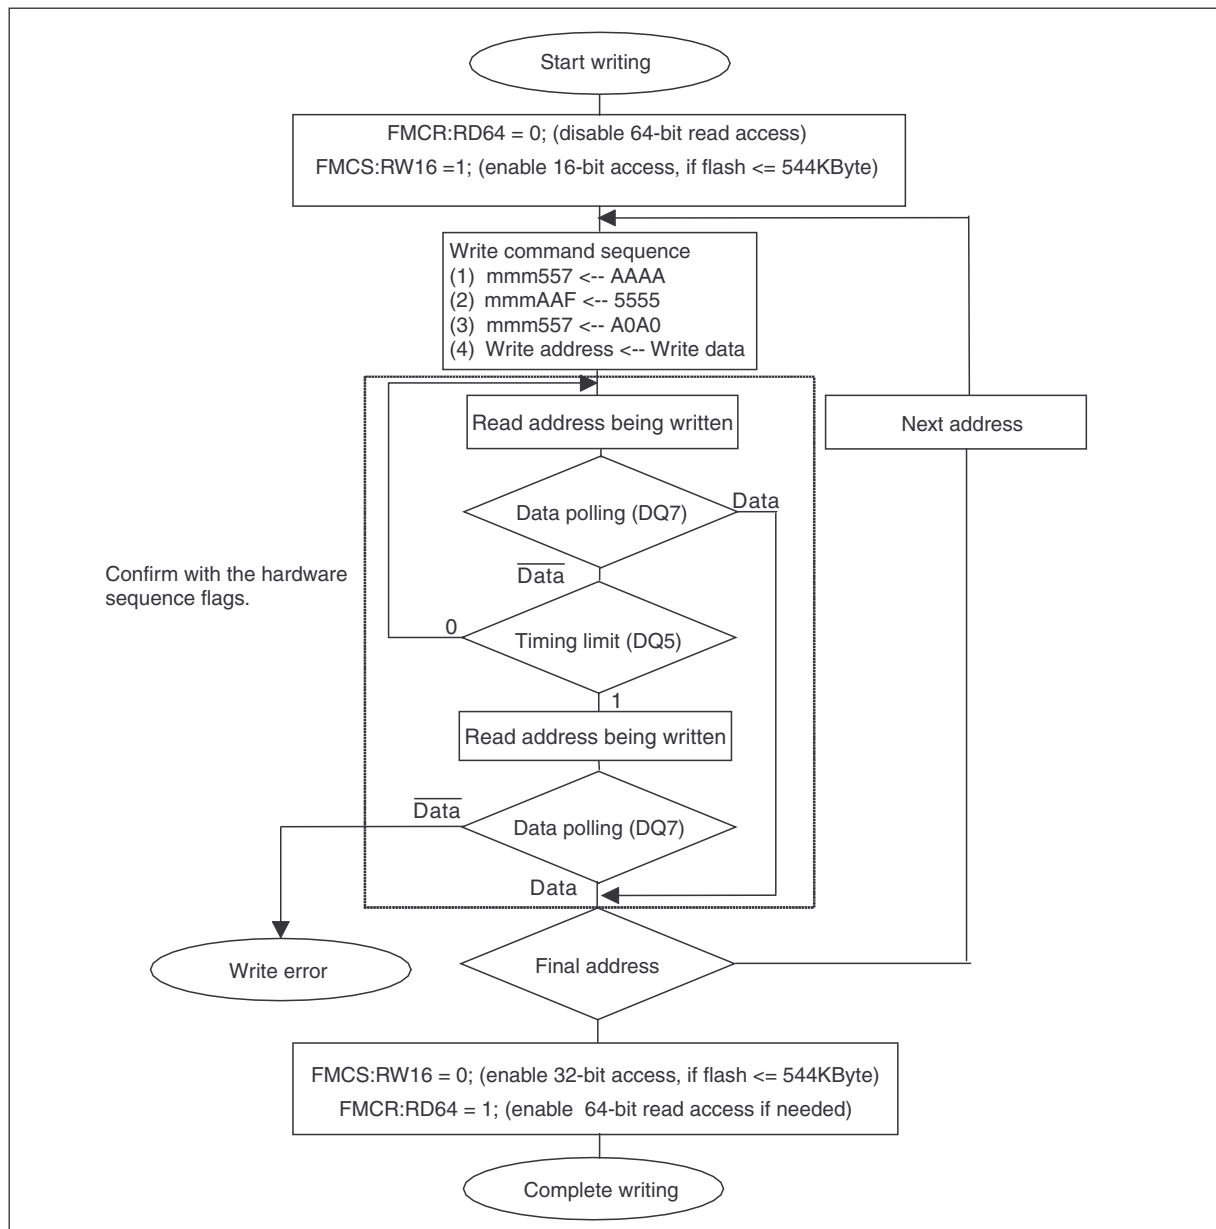 Start writing
FMCR:RD64 = 0; (disable 64-bit read access)
FMCS:RW16 =1; (enable 16-bit access, if flash <= 544KByte)
Write command sequence
(1) mmm557 <-- AAAA
(2) mmmAAF <-- 5555
(3) mmm557 <-- A0A0
(4) Write address <-- Write data
Read address being written
Next address
Data polling (DQ7)
Data
Data
Confirm with the hardware
sequence flags.
0
Timing limit (DQ5)
1
Read address being written
Data
Data polling (DQ7)
Data
Write error
Final address
FMCS:RW16 = 0; (enable 32-bit access, if flash <= 544KByte)
FMCR:RD64 = 1; (enable 64-bit read access if needed)
Complete writing